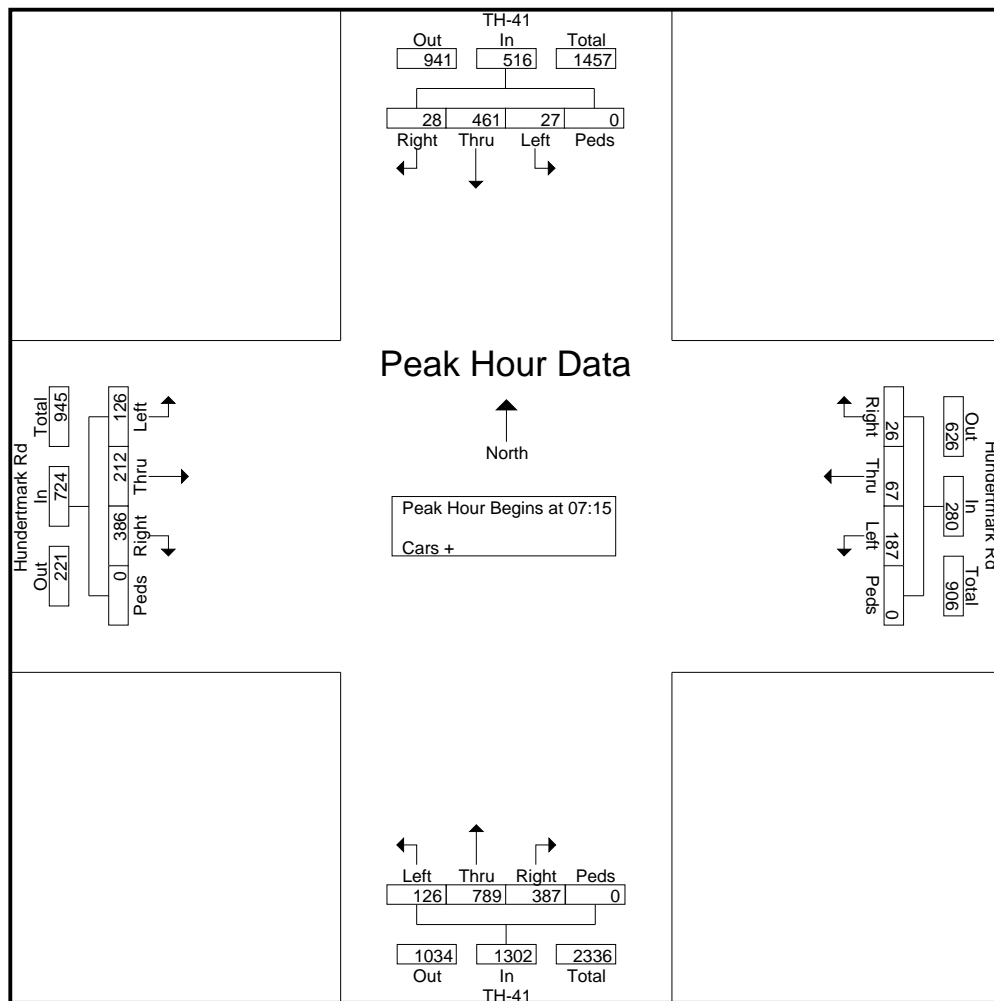 TH-41
Out In Total
941 516 1457
28 461 27 0
Right Thru Left Peds
Peak Hour Data
North
Peak Hour Begins at 07:15
Cars +
Hundertmark Rd
Out In Total
221 724 945
126 212 386 0
Left Thru Right Peds
Hundertmark Rd
Out In Total
626 280 906
26 67 187 0
Right Thru Left Peds
Left Thru Right Peds
126 789 387 0
1034 1302 2336
Out In Total
TH-41